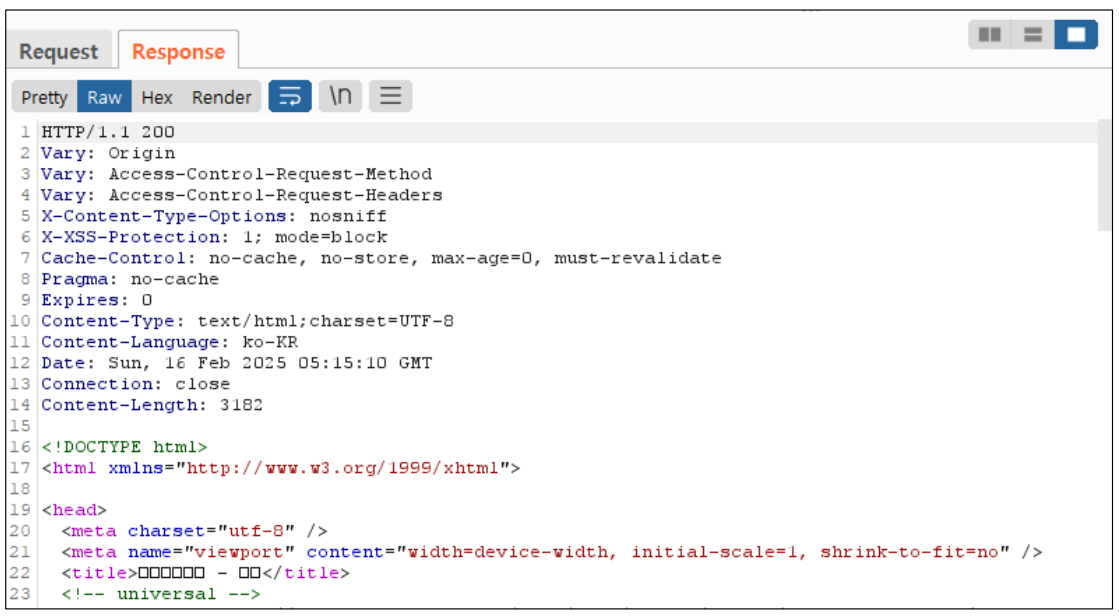 Request Response
Pretty Raw Hex Render \n
1 HTTP/1.1 200
2 Vary: Origin
3 Vary: Access-Control-Request-Method
4 Vary: Access-Control-Request-Headers
5 X-Content-Type-Options: nosniff
6 X-XSS-Protection: 1; mode=block
7 Cache-Control: no-cache, no-store, max-age=0, must-revalidate
8 Pragma: no-cache
9 Expires: 0
10 Content-Type: text/html;charset=UTF-8
11 Content-Language: ko-KR
12 Date: Sun, 16 Feb 2025 05:15:10 GMT
13 Connection: close
14 Content-Length: 3182
15
16 <!DOCTYPE html>
17 <html xmlns="http://www.w3.org/1999/xhtml">
18
19 <head>
20 <meta charset="utf-8" />
21 <meta name="viewport" content="width=device-width, initial-scale=1, shrink-to-fit=no" />
22 <title>□□□□□□ - □□</title>
23 <!-- universal -->